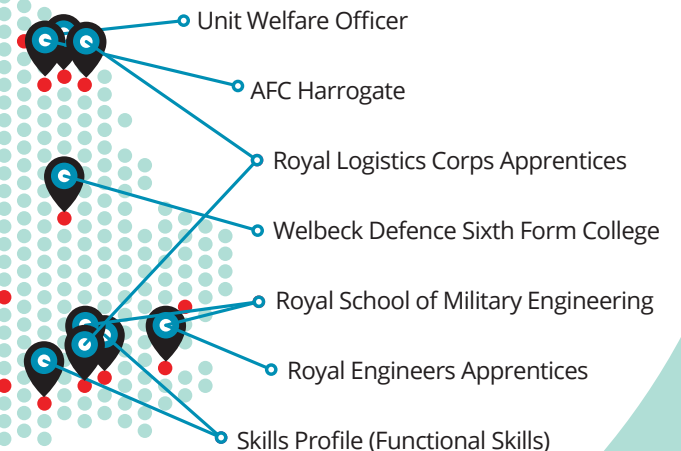 Unit Welfare Officer
AFC Harrogate
Royal Logistics Corps Apprentices
Welbeck Defence Sixth Form College
Royal School of Military Engineering
Royal Engineers Apprentices
Skills Profile (Functional Skills)